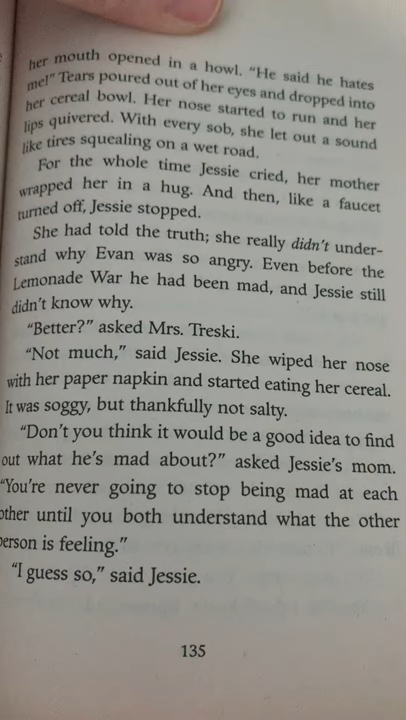 her mouth opened in a howl. “He said he hates
me!” Tears poured out of her eyes and dropped into
her cereal bowl. Her nose started to run and her
lips quivered. With every sob, she let out a sound
like tires squealing on a wet road.
For the whole time Jessie cried, her mother
wrapped her in a hug. And then, like a faucet
turned off, Jessie stopped.
She had told the truth; she really didn’t under-
stand why Evan was so angry. Even before the
Lemonade War he had been mad, and Jessie still
didn’t know why.
“Better?” asked Mrs. Treski.
“Not much,” said Jessie. She wiped her nose
with her paper napkin and started eating her cereal.
It was soggy, but thankfully not salty.
“Don’t you think it would be a good idea to find
out what he’s mad about?” asked Jessie’s mom.
“You’re never going to stop being mad at each
other until you both understand what the other
person is feeling.”
“I guess so,” said Jessie.
135